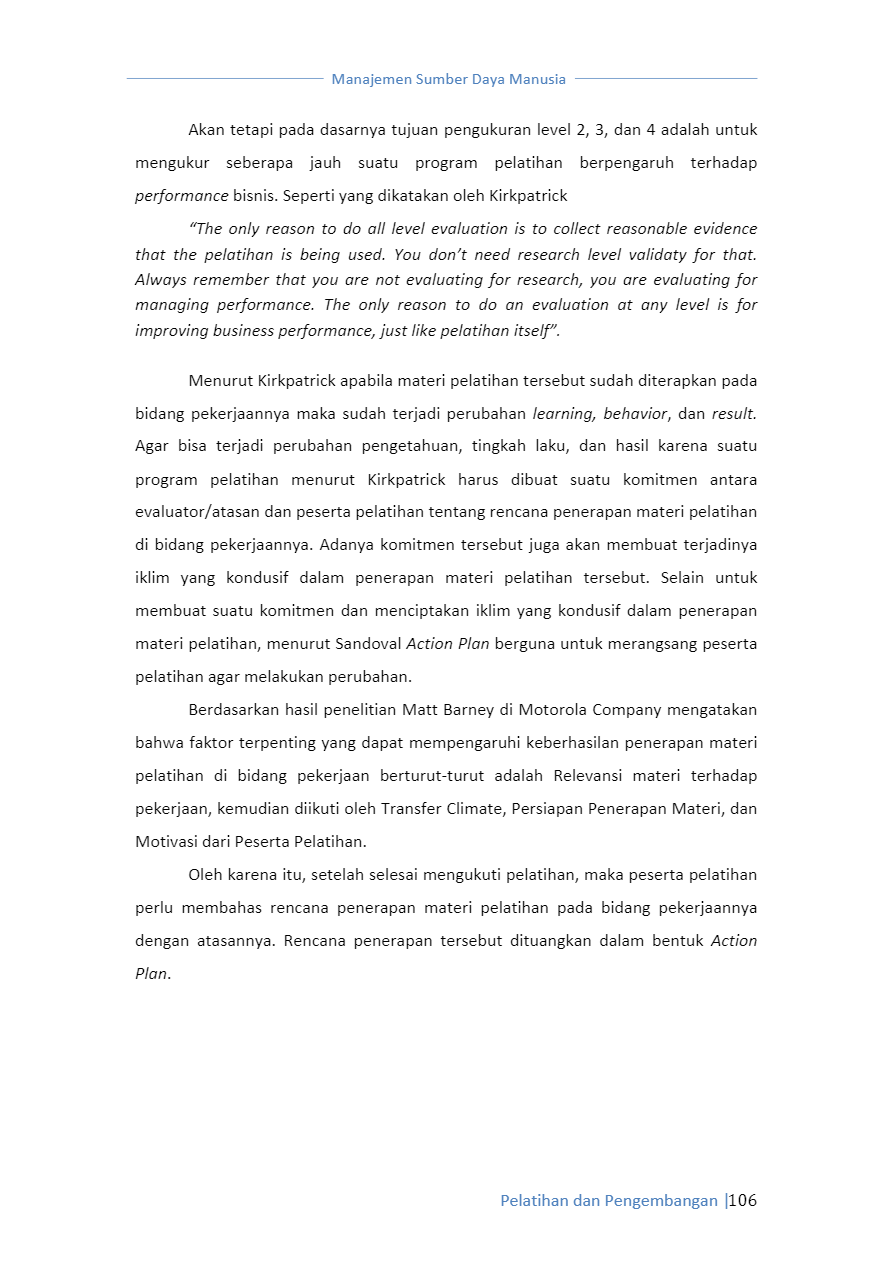 Manajemen Sumber Daya Manusia
Akan tetapi pada dasarnya tujuan pengukuran level 2, 3, dan 4 adalah untuk
mengukur seberapa jauh suatu program pelatihan berpengaruh terhadap
performance bisnis. Seperti yang dikatakan oleh Kirkpatrick
“The only reason to do all level evaluation is to collect reasonable evidence
that the pelatihan is being used. You don’t need research level validaty for that.
Always remember that you are not evaluating for research, you are evaluating for
managing performance. The only reason to do an evaluation at any level is for
improving business performance, just like pelatihan itself”.
Menurut Kirkpatrick apabila materi pelatihan tersebut sudah diterapkan pada
bidang pekerjaannya maka sudah terjadi perubahan learning, behavior, dan result.
Agar bisa terjadi perubahan pengetahuan, tingkah laku, dan hasil karena suatu
program pelatihan menurut Kirkpatrick harus dibuat suatu komitmen antara
evaluator/atasan dan peserta pelatihan tentang rencana penerapan materi pelatihan
di bidang pekerjaannya. Adanya komitmen tersebut juga akan membuat terjadinya
iklim yang kondusif dalam penerapan materi pelatihan tersebut. Selain untuk
membuat suatu komitmen dan menciptakan iklim yang kondusif dalam penerapan
materi pelatihan, menurut Sandoval Action Plan berguna untuk merangsang peserta
pelatihan agar melakukan perubahan.
Berdasarkan hasil penelitian Matt Barney di Motorola Company mengatakan
bahwa faktor terpenting yang dapat mempengaruhi keberhasilan penerapan materi
pelatihan di bidang pekerjaan berturut-turut adalah Relevansi materi terhadap
pekerjaan, kemudian diikuti oleh Transfer Climate, Persiapan Penerapan Materi, dan
Motivasi dari Peserta Pelatihan.
Oleh karena itu, setelah selesai mengukuti pelatihan, maka peserta pelatihan
perlu membahas rencana penerapan materi pelatihan pada bidang pekerjaannya
dengan atasannya. Rencana penerapan tersebut dituangkan dalam bentuk Action
Plan.
Pelatihan dan Pengembangan |106